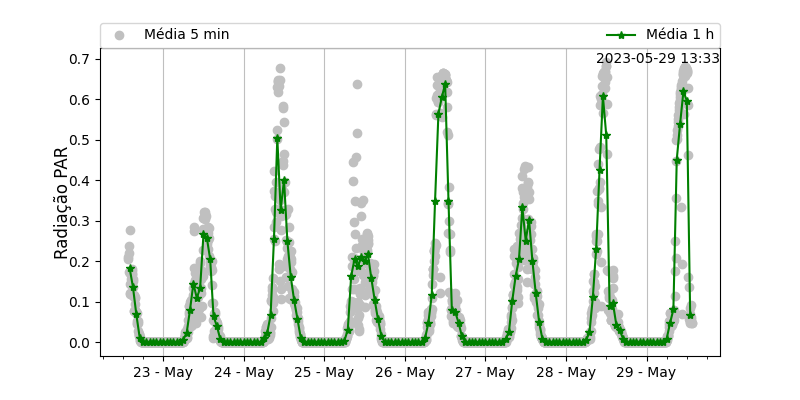 Média 5 min
Média 1 h
2023-05-29 13:33
Radiação PAR
0.7
0.6
0.5
0.4
0.3
0.2
0.1
0.0
23 - May
24 - May
25 - May
26 - May
27 - May
28 - May
29 - May